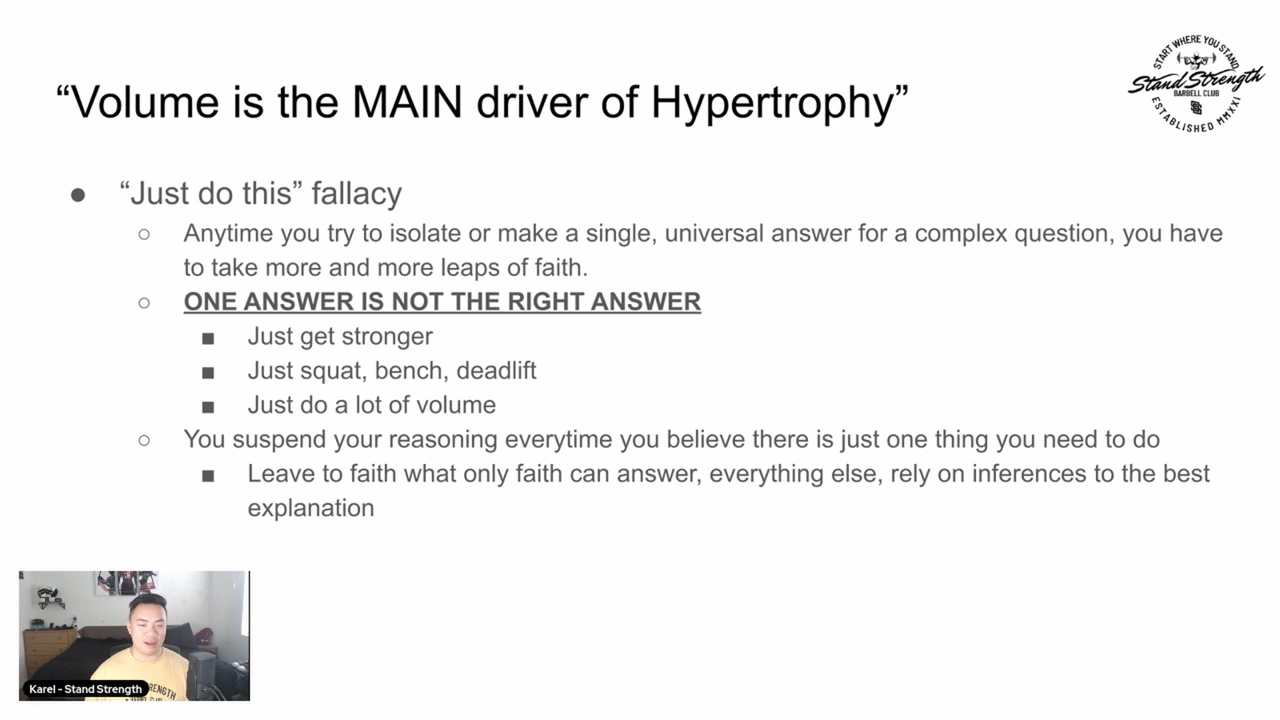 START WHERE YOU STAND
Stand Strength
BARBELL CLUB
ESTABLISHED MMXXI
“Volume is the MAIN driver of Hypertrophy”
● “Just do this” fallacy
○ Anytime you try to isolate or make a single, universal answer for a complex question, you have
to take more and more leaps of faith.
○ ONE ANSWER IS NOT THE RIGHT ANSWER
■ Just get stronger
■ Just squat, bench, deadlift
■ Just do a lot of volume
○ You suspend your reasoning everytime you believe there is just one thing you need to do
■ Leave to faith what only faith can answer, everything else, rely on inferences to the best
explanation
Karel - Stand Strength